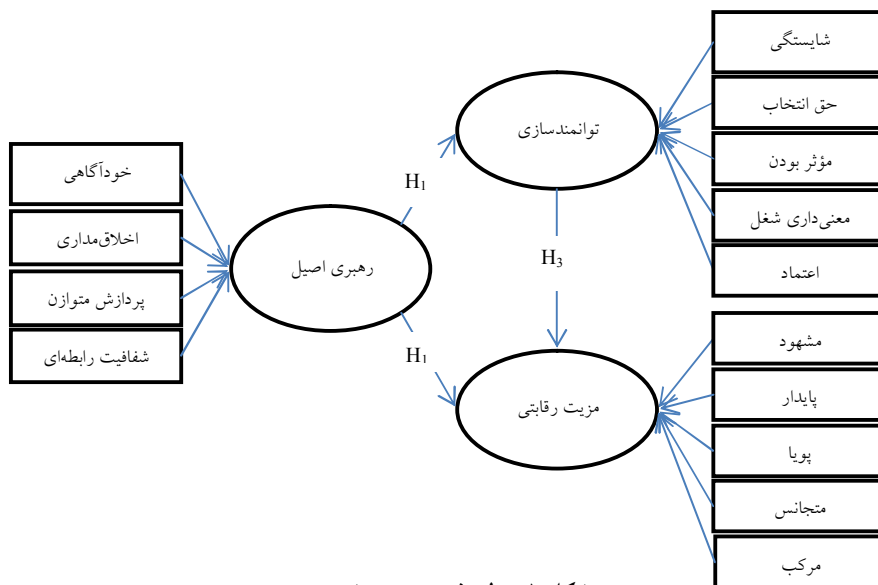 شایستگی
حق انتخاب
مؤثر بودن
معنی‌داری شغل
اعتماد
توانمندسازی
H₁
خودآگاهی
اخلاق‌مداری
پردازش متوازن
شفافیت رابطه‌ای
رهبری اصیل
H₃
H₁
مزیت رقابتی
مشهود
پایدار
پویا
متجانس
مرکب